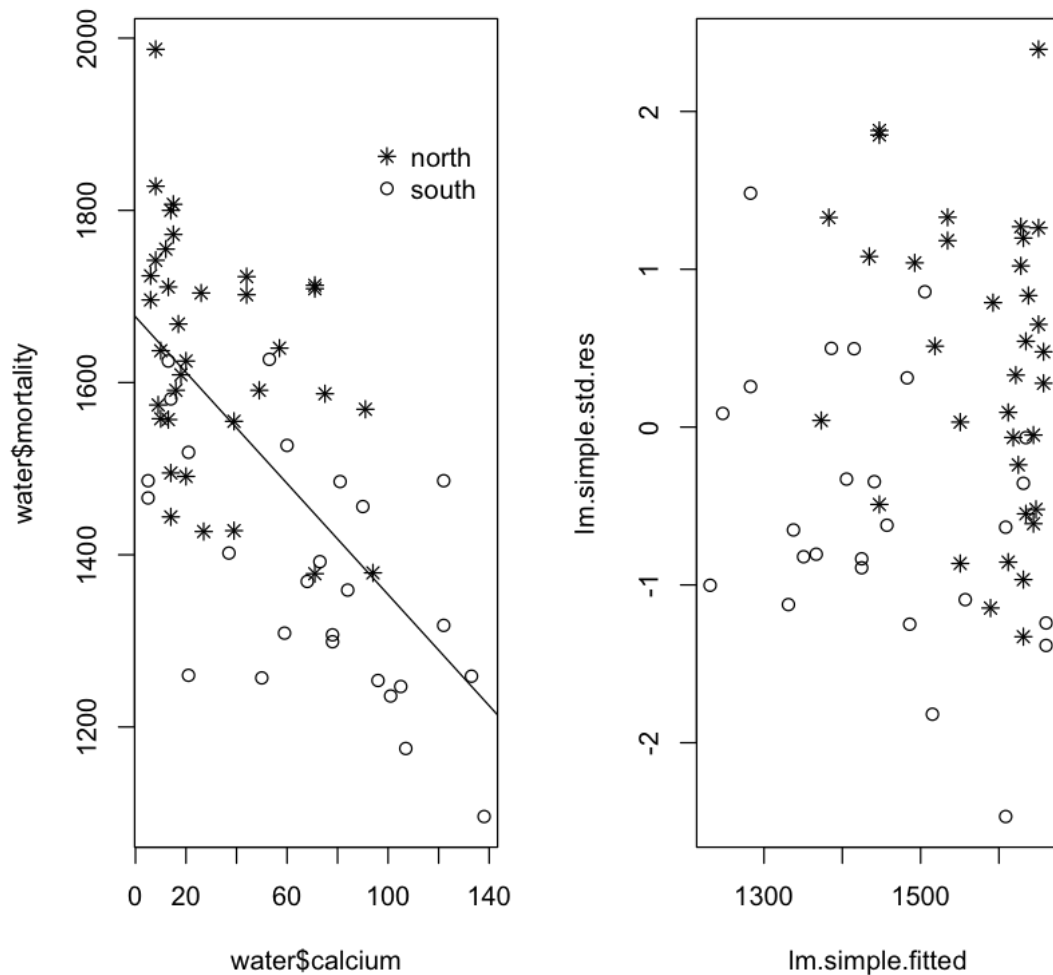 2000
1800
1600
1400
1200
water$mortality
north
south
0 20 60 100 140
water$calcium
2
1
0
-1
-2
lm.simple.std.res
1300 1500
lm.simple.fitted